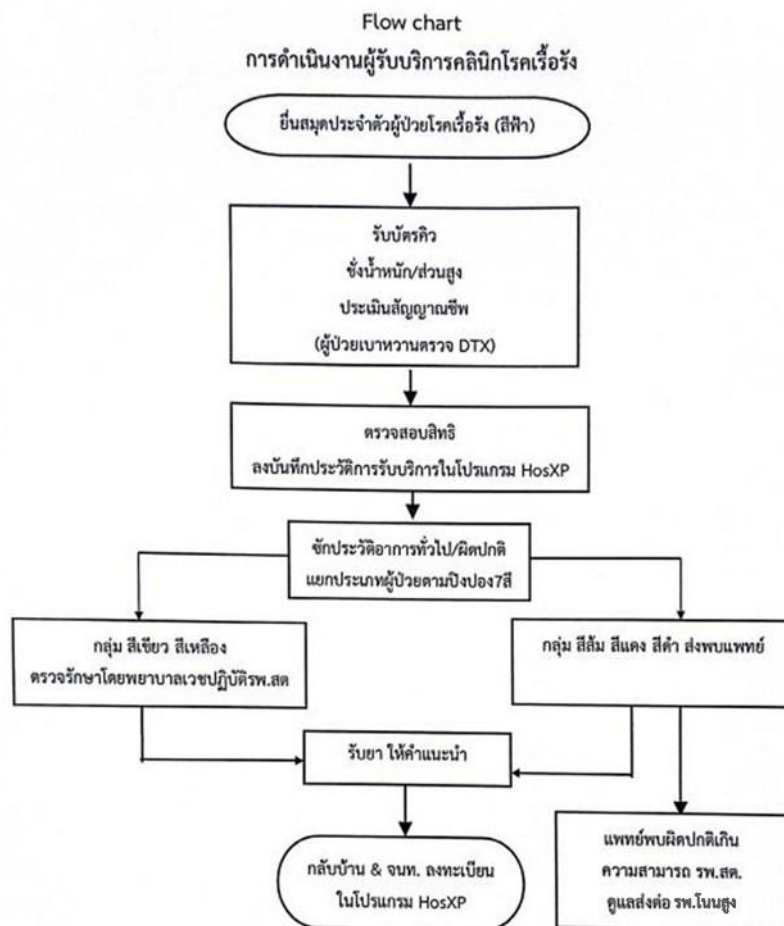 Flow chart
การดำเนินงานผู้รับบริการคลินิกโรคเรื้อรัง
ยื่นสมุดประจำตัวผู้ป่วยโรคเรื้อรัง (สีฟ้า)
รับบัตรคิว
ชั่งน้ำหนัก/ส่วนสูง
ประเมินสัญญาณชีพ
(ผู้ป่วยเบาหวานตรวจ DTX)
ตรวจสอบสิทธิ
ลงบันทึกประวัติการรับบริการในโปรแกรม HosXP
ซักประวัติอาการทั่วไป/ผิดปกติ
แยกประเภทผู้ป่วยตามปิงปอง7สี
กลุ่ม สีเขียว สีเหลือง
ตรวจรักษาโดยพยาบาลเวชปฏิบัติรพ.สต
กลุ่ม สีส้ม สีแดง สีดำ ส่งพบแพทย์
รับยา ให้คำแนะนำ
กลับบ้าน & จนท. ลงทะเบียน
ในโปรแกรม HosXP
แพทย์พบผิดปกติเกิน
ความสามารถ รพ.สต.
ดูแลส่งต่อ รพ.โนนสูง